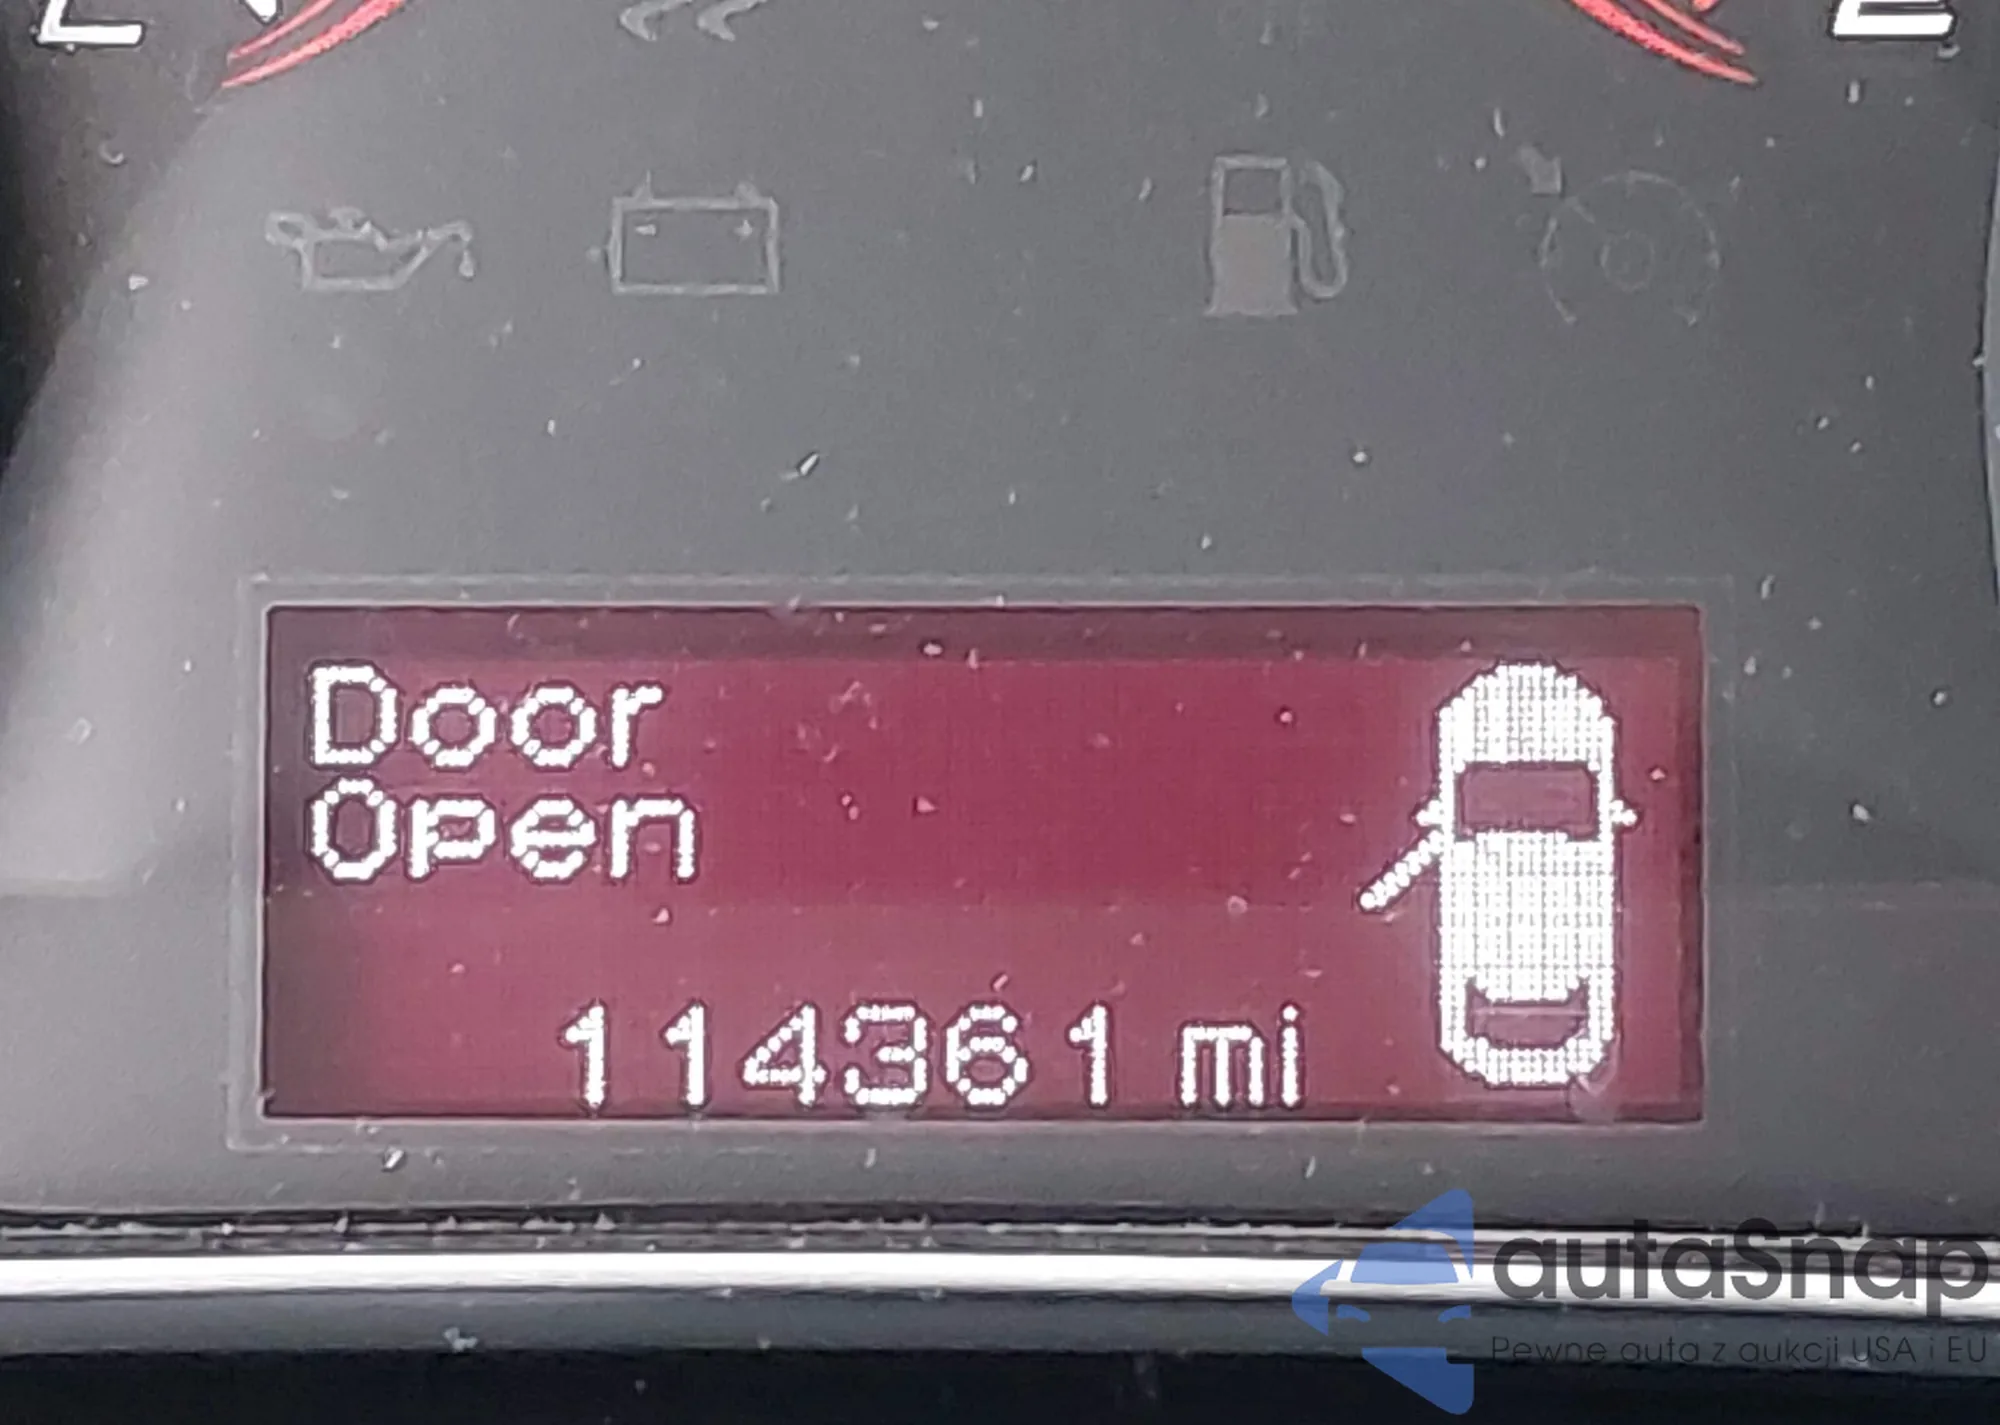 Door
Open
114361 mi
autaSnap
Pewne auta z aukcji USA i EU